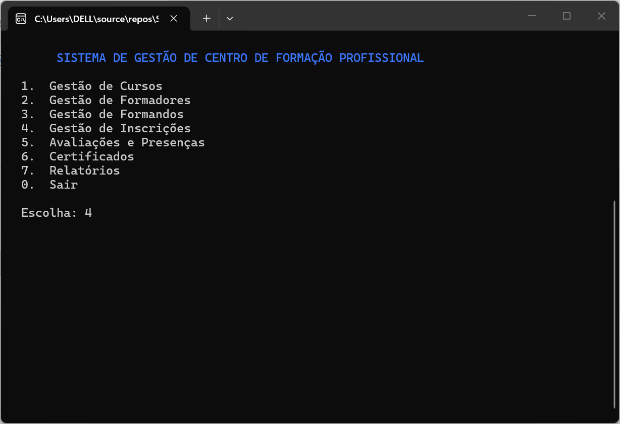 C:\Users\DELL\source\repos\S
SISTEMA DE GESTÃO DE CENTRO DE FORMAÇÃO PROFISSIONAL
1. Gestão de Cursos
2. Gestão de Formadores
3. Gestão de Formandos
4. Gestão de Inscrições
5. Avaliações e Presenças
6. Certificados
7. Relatórios
0. Sair
Escolha: 4